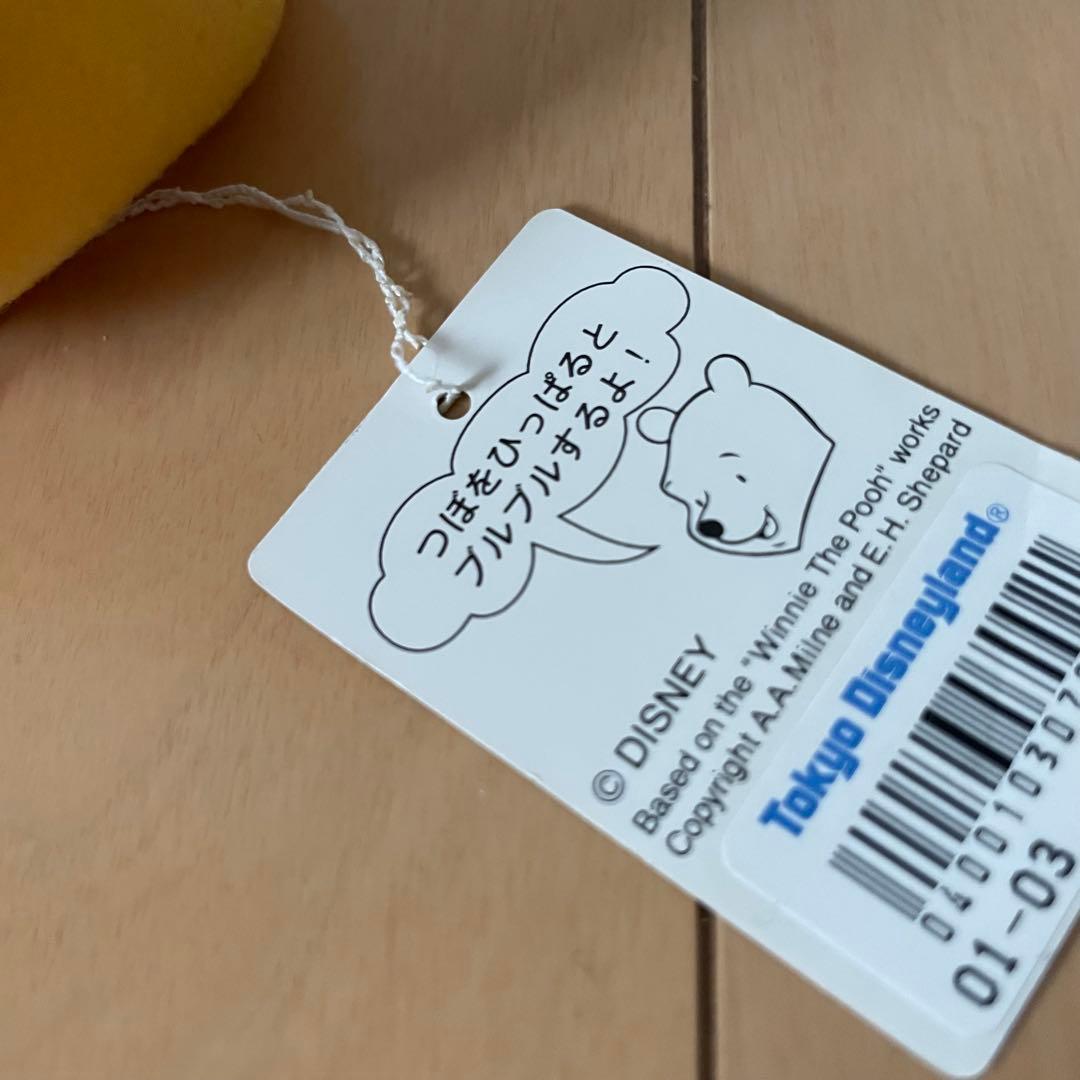 つぼをひっぱると
ブルブルするよ!
© DISNEY
Based on the "Winnie The Pooh" works
Copyright A.A.Milne and E.H. Shepard
Tokyo Disneyland®
040010307
01-03